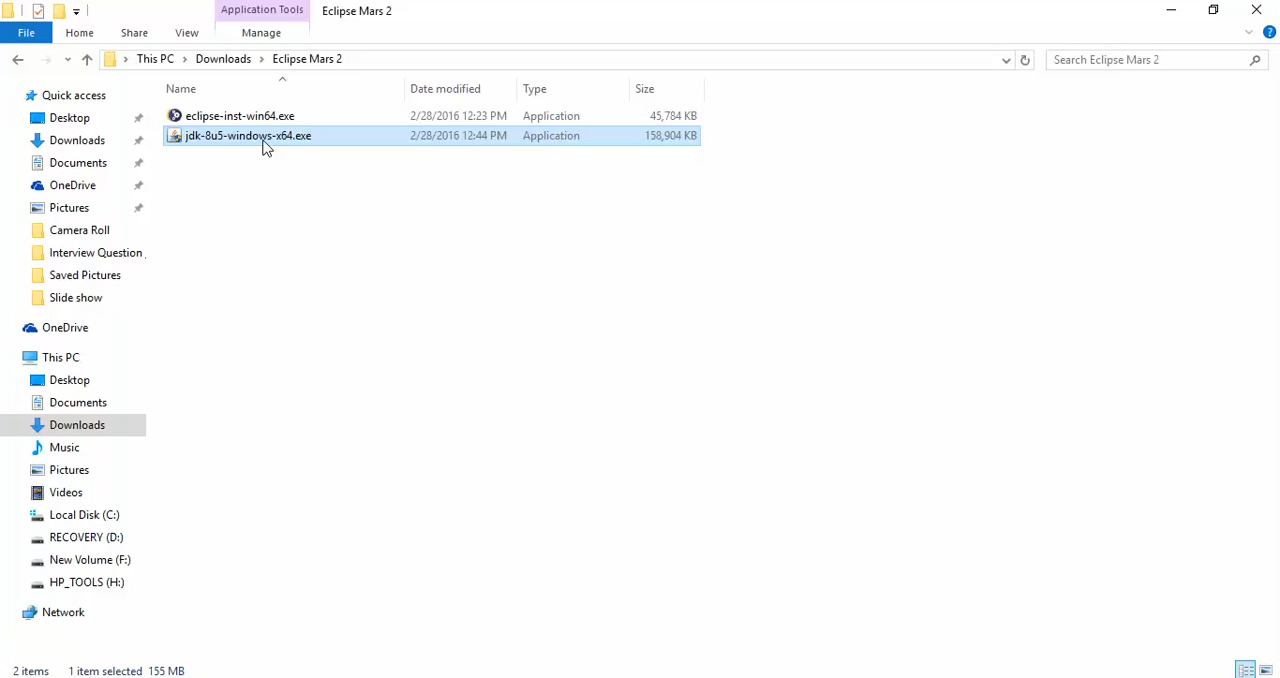 Application Tools Eclipse Mars 2
File Home Share View Manage
This PC Downloads Eclipse Mars 2 Search Eclipse Mars 2
Name Date modified Type Size
eclipse-inst-win64.exe 2/28/2016 12:23 PM Application 45,784 KB
jdk-8u5-windows-x64.exe 2/28/2016 12:44 PM Application 158,904 KB
Quick access
Desktop
Downloads
Documents
OneDrive
Pictures
Camera Roll
Interview Question
Saved Pictures
Slide show
OneDrive
This PC
Desktop
Documents
Downloads
Music
Pictures
Videos
Local Disk (C:)
RECOVERY (D:)
New Volume (F:)
HP_TOOLS (H:)
Network
2 items 1 item selected 155 MB